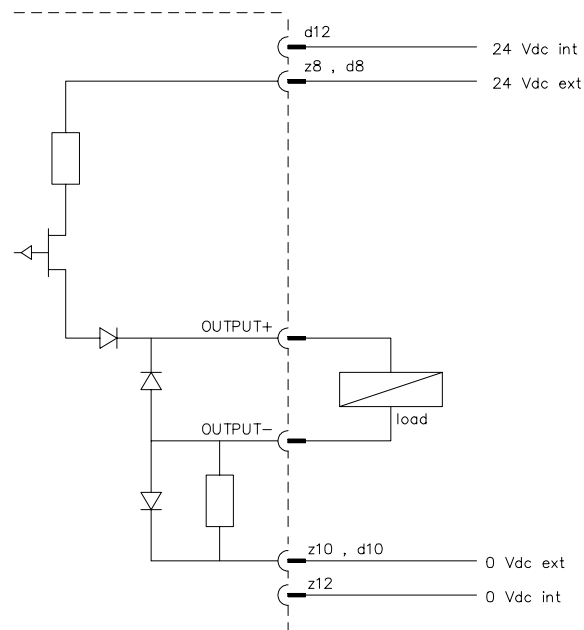 d12
24 Vdc int
z8 , d8
24 Vdc ext
OUTPUT+
load
OUTPUT-
z10 , d10
0 Vdc ext
z12
0 Vdc int